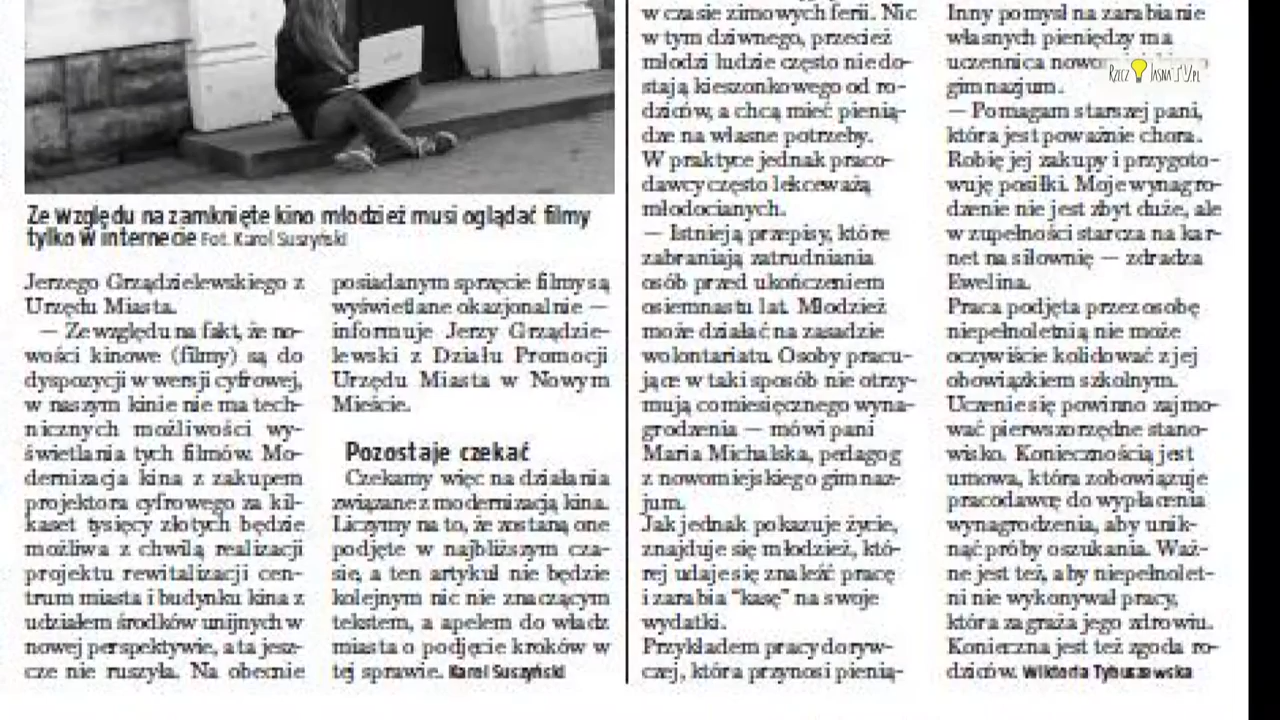 Ze względu na zamknięte kino młodzież musi oglądać filmy
tylko w internecie Fot. Karol Suszyński
Jerzego Grządzielewskiego z
Urzędu Miasta.
— Ze względu na fakt, że no-
wości kinowe (filmy) są do
dyspozycji w wersji cyfrowej,
w naszym kinie nie ma tech-
nicznych możliwości wy-
świetlania tych filmów. Mo-
dernizacja kina z zakupem
projektora cyfrowego za kil-
kaset tysięcy złotych będzie
możliwa z chwilą realizacji
projektu rewitalizacji cen-
trum miasta i budynku kina z
udziałem środków unijnych w
nowej perspektywie, a ta jesz-
cze nie ruszyła. Na obecnie
posiadanym sprzęcie filmy są
wyświetlane okazjonalnie —
informuje Jerzy Grządzie-
lewski z Działu Promocji
Urzędu Miasta w Nowym
Mieście.
Pozostaje czekać
Czekamy więc na działania
związane z modernizacją kina.
Liczymy na to, że zostaną one
podjęte w najbliższym cza-
sie, a ten artykuł nie będzie
kolejnym nic nie znaczącym
tekstem, a apelem do władz
miasta o podjęcie kroków w
tej sprawie. Karol Suszyński
w czasie zimowych ferii. Nic
w tym dziwnego, przecież
młodzi ludzie często niedo-
stają kieszonkowego od ro-
dziców, a chcą mieć pienią-
dze na własne potrzeby.
W praktyce jednak praco-
dawcy często lekceważą
młodocianych.
— Istnieją przepisy, które
zabraniają zatrudniania
osób przed ukończeniem
osiemnastu lat. Młodzież
może działać na zasadzie
wolontariatu. Osoby pracu-
jące w taki sposób nie otrzy-
mują comiesięcznego wyna-
grodzenia — mówi pani
Maria Michalska, pedagog
z nowomiejskiego gimnaz-
jum.
Jak jednak pokazuje życie,
znajduje się młodzież, któ-
rej udaje się znaleźć pracę
i zarabia "kasę" na swoje
wydatki.
Przykładem pracy doryw-
czej, która przynosi pienią-
Inny pomysł na zarabianie
własnych pieniędzy ma
uczennica
gimnazjum.
— Pomagam starszej pani,
która jest poważnie chora.
Robię jej zakupy i przygoto-
wuję posiłki. Moje wynagro-
dzenie nie jest zbyt duże, ale
w zupełności starcza na kar-
net na siłownię — zdradza
Ewelina.
Praca podjęta przez osobę
niepełnoletnią nie może
oczywiście kolidować z jej
obowiązkiem szkolnym.
Uczenie się powinno zajmo-
wać pierwszorzędne stano-
wisko. Koniecznością jest
umowa, która zobowiązuje
pracodawcę do wypłacenia
wynagrodzenia, aby unik-
nąć próby oszukania. Waż-
ne jest też, aby niepełnolet-
ni nie wykonywał pracy,
która zagraża jego zdrowiu.
Konieczna jest też zgoda ro-
dziców. Wiktoria Tybuszewska